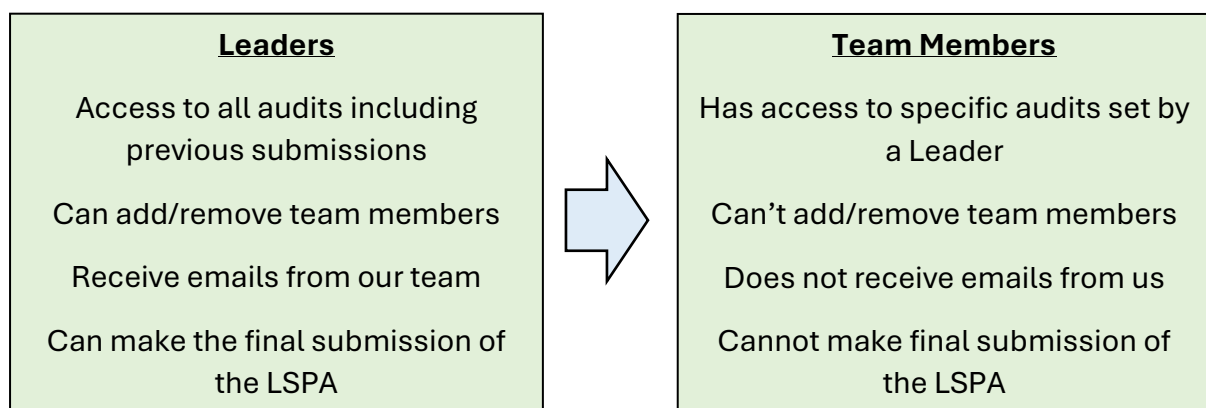 Leaders
Access to all audits including
previous submissions
Can add/remove team members
Receive emails from our team
Can make the final submission of
the LSPA
Team Members
Has access to specific audits set by
a Leader
Can’t add/remove team members
Does not receive emails from us
Cannot make final submission of
the LSPA